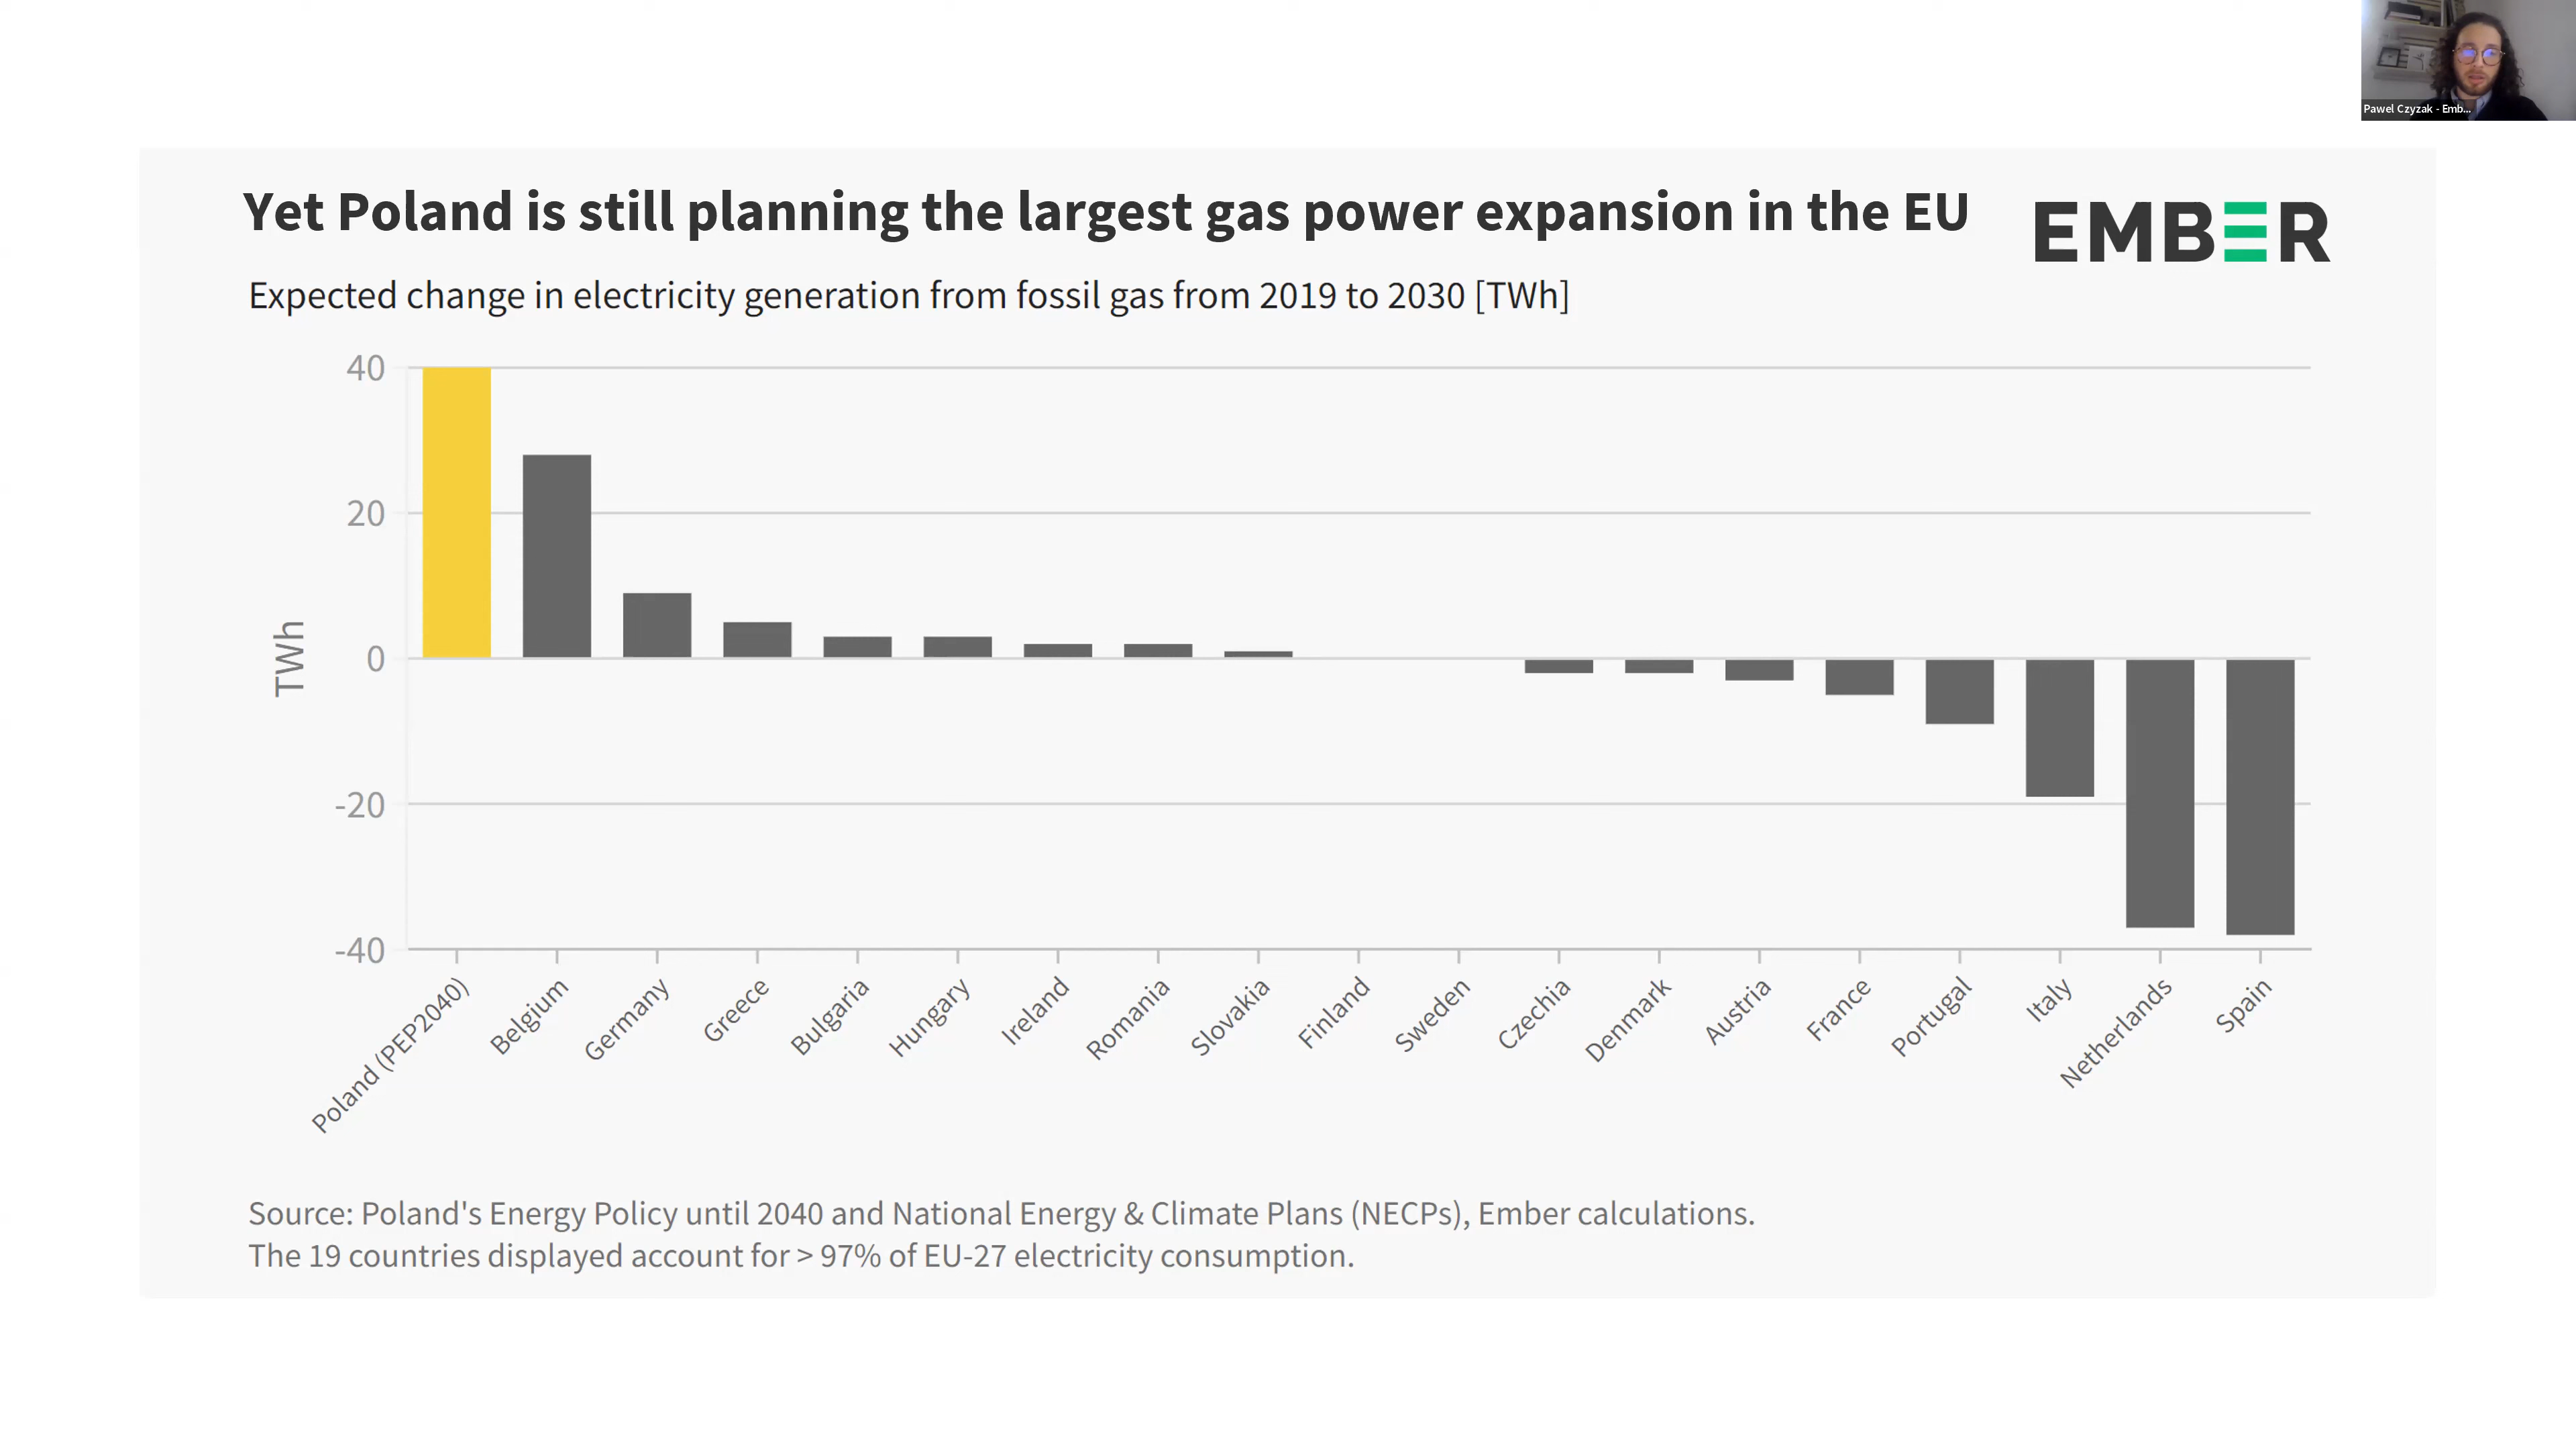 Pawel Czyzak - Emb...
Yet Poland is still planning the largest gas power expansion in the EU
EMBER
Expected change in electricity generation from fossil gas from 2019 to 2030 [TWh]
40
20
0
-20
-40
TWh
Poland (PEP2040)
Belgium
Germany
Greece
Bulgaria
Hungary
Ireland
Romania
Slovakia
Finland
Sweden
Czechia
Denmark
Austria
France
Portugal
Italy
Netherlands
Spain
Source: Poland's Energy Policy until 2040 and National Energy & Climate Plans (NECPs), Ember calculations.
The 19 countries displayed account for > 97% of EU-27 electricity consumption.